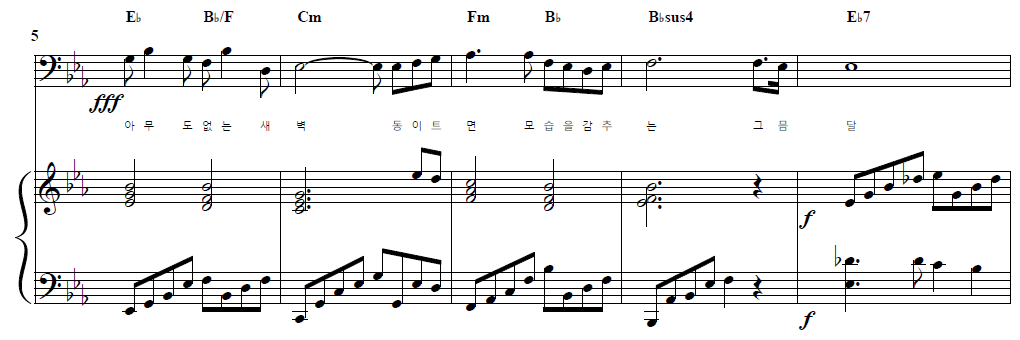 E♭ B♭/F Cm Fm B♭ B♭sus4 E♭7
5
fff
아 무 도 없 는 새 벽 동 이 트 면 모 습 을 감 추 는 그 믐 달
f
f